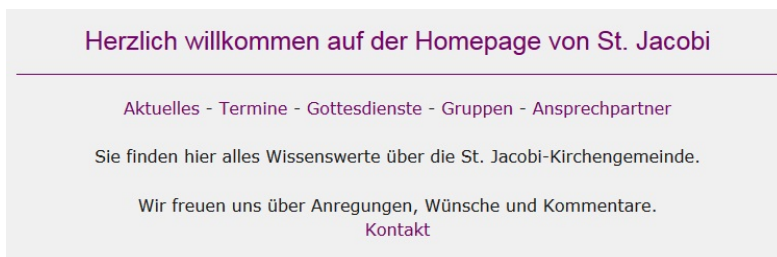 Herzlich willkommen auf der Homepage von St. Jacobi
Aktuelles - Termine - Gottesdienste - Gruppen - Ansprechpartner
Sie finden hier alles Wissenswerte über die St. Jacobi-Kirchengemeinde.
Wir freuen uns über Anregungen, Wünsche und Kommentare.
Kontakt